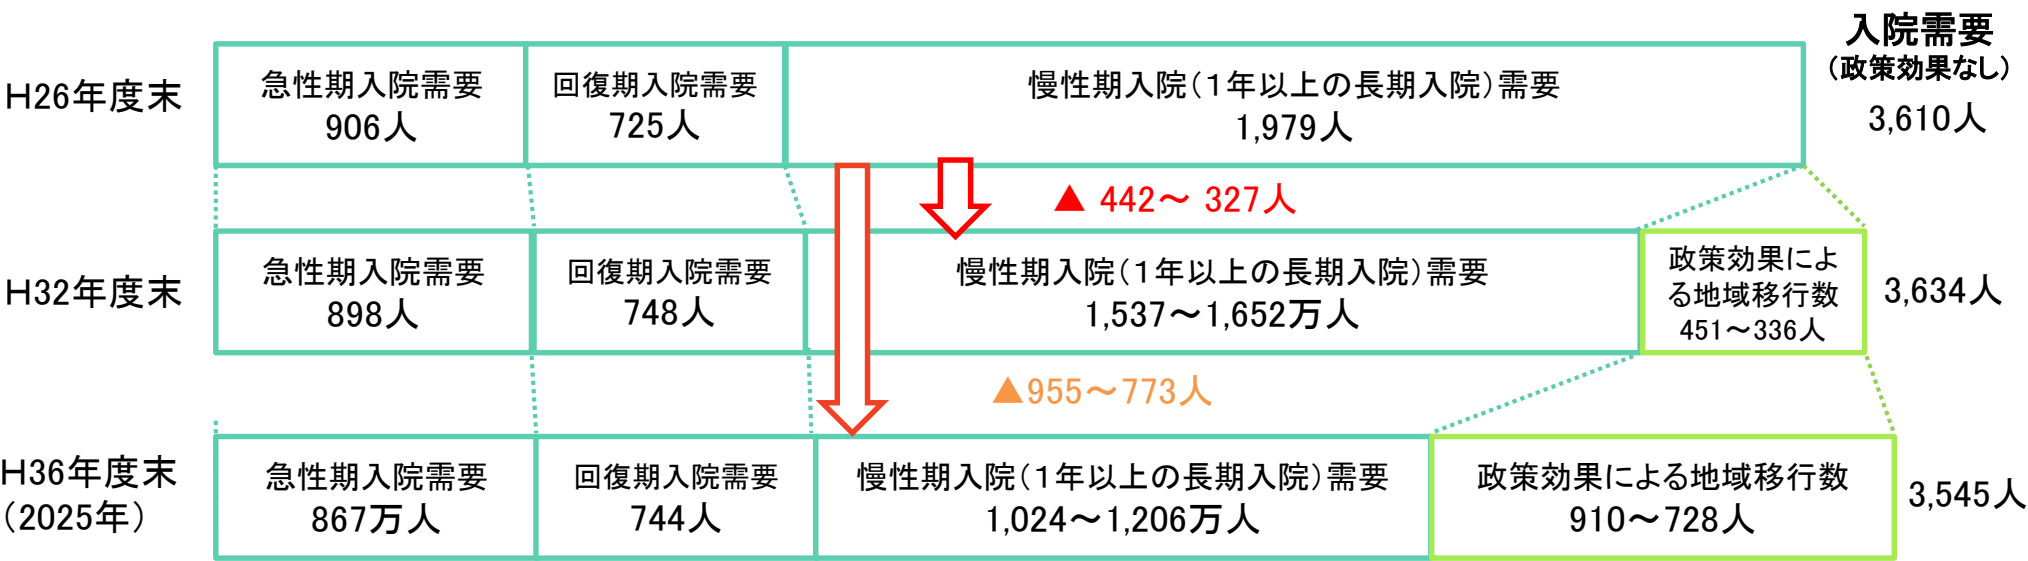 入院需要
（政策効果なし）
H26年度末
急性期入院需要
906人
回復期入院需要
725人
慢性期入院（１年以上の長期入院）需要
1,979人
3,610人
▲ 442～ 327人
H32年度末
急性期入院需要
898人
回復期入院需要
748人
慢性期入院（１年以上の長期入院）需要
1,537～1,652万人
政策効果によ
る地域移行数
451～336人
3,634人
▲955～773人
H36年度末
（2025年）
急性期入院需要
867万人
回復期入院需要
744人
慢性期入院（１年以上の長期入院）需要
1,024～1,206万人
政策効果による地域移行数
910～728人
3,545人